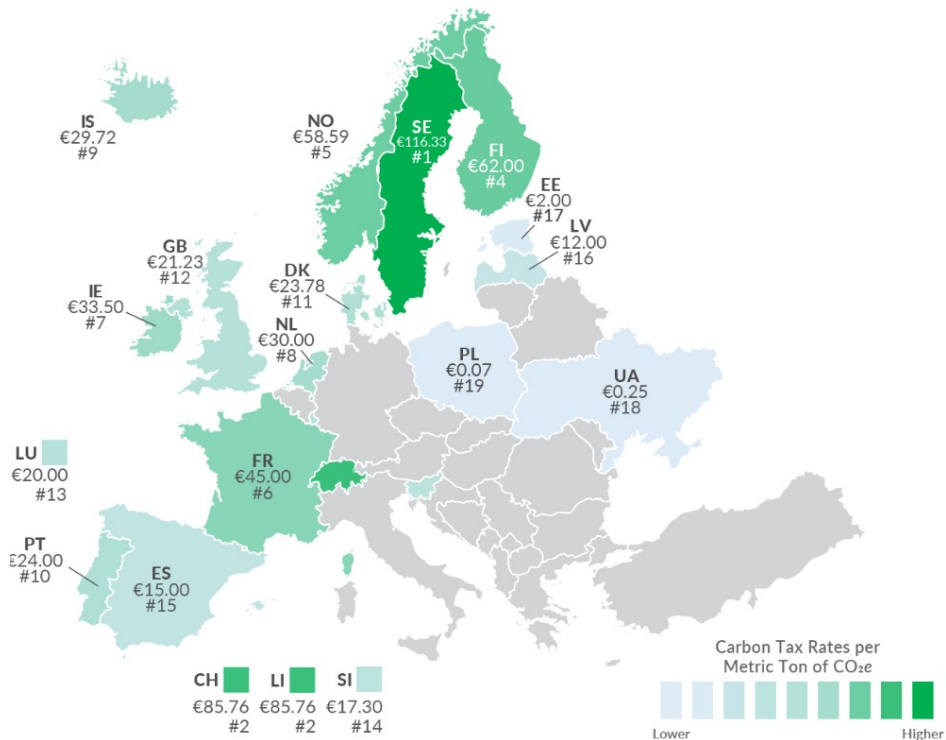 IS
€29.72
#9
NO
€58.59
#5
SE
€116.33
#1
FI
€62.00
#4
EE
€2.00
#17
LV
€12.00
#16
GB
€21.23
#12
DK
€23.78
#11
IE
€33.50
#7
NL
€30.00
#8
PL
€0.07
#19
UA
€0.25
#18
LU
€20.00
#13
FR
€45.00
#6
PT
€24.00
#10
ES
€15.00
#15
CH
€85.76
#2
LI
€85.76
#2
SI
€17.30
#14
Carbon Tax Rates per
Metric Ton of CO₂e
Lower
Higher